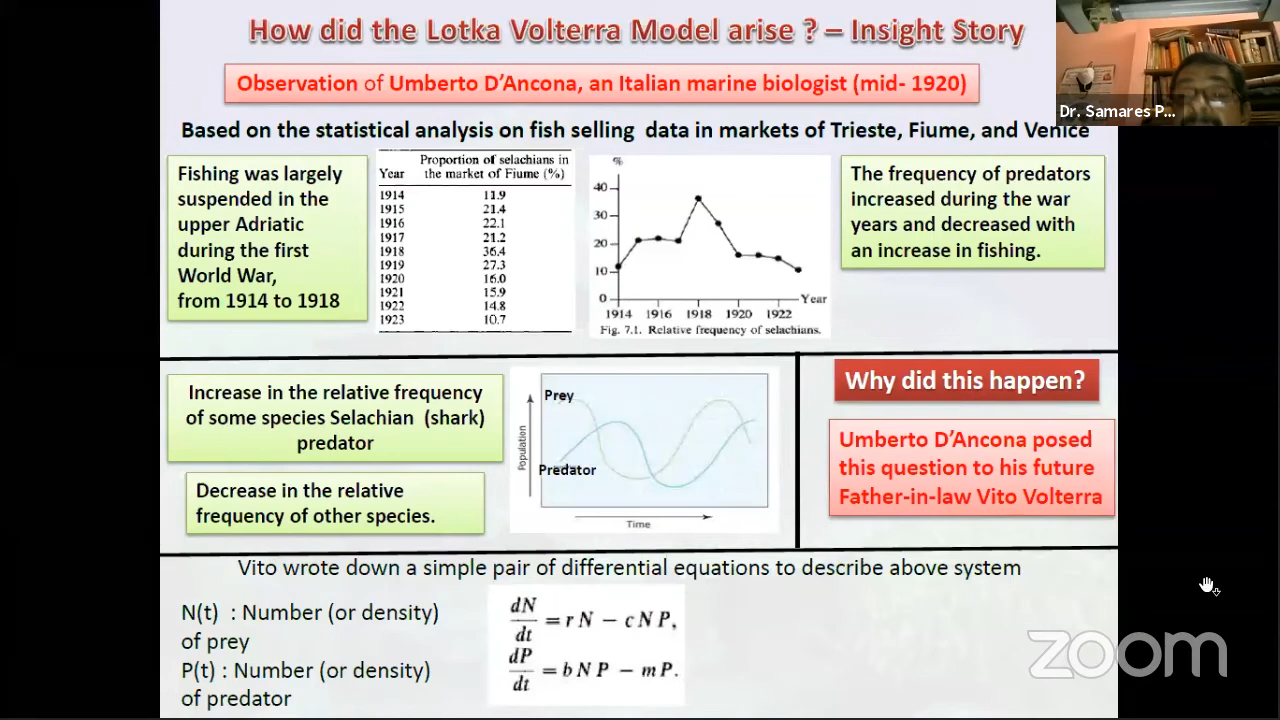 How did the Lotka Volterra Model arise ? – Insight Story
Observation of Umberto D'Ancona, an Italian marine biologist (mid- 1920)
Dr. Samares P...
Based on the statistical analysis on fish selling data in markets of Trieste, Fiume, and Venice
Fishing was largely
suspended in the
upper Adriatic
during the first
World War,
from 1914 to 1918
Proportion of selachians in
Year the market of Fiume (%)
1914 11.9
1915 21.4
1916 22.1
1917 21.2
1918 36.4
1919 27.3
1920 16.0
1921 15.9
1922 14.8
1923 10.7
%
40
30
20
10
0
Year
1914 1916 1918 1920 1922
Fig. 7.1. Relative frequency of selachians.
The frequency of predators
increased during the war
years and decreased with
an increase in fishing.
Increase in the relative frequency
of some species Selachian (shark)
predator
Decrease in the relative
frequency of other species.
Prey
Predator
Population
Time
Why did this happen?
Umberto D'Ancona posed
this question to his future
Father-in-law Vito Volterra
Vito wrote down a simple pair of differential equations to describe above system
N(t) : Number (or density)
of prey
P(t) : Number (or density)
of predator
dN/dt = rN − cNP,
dP/dt = bNP − mP.
zoom